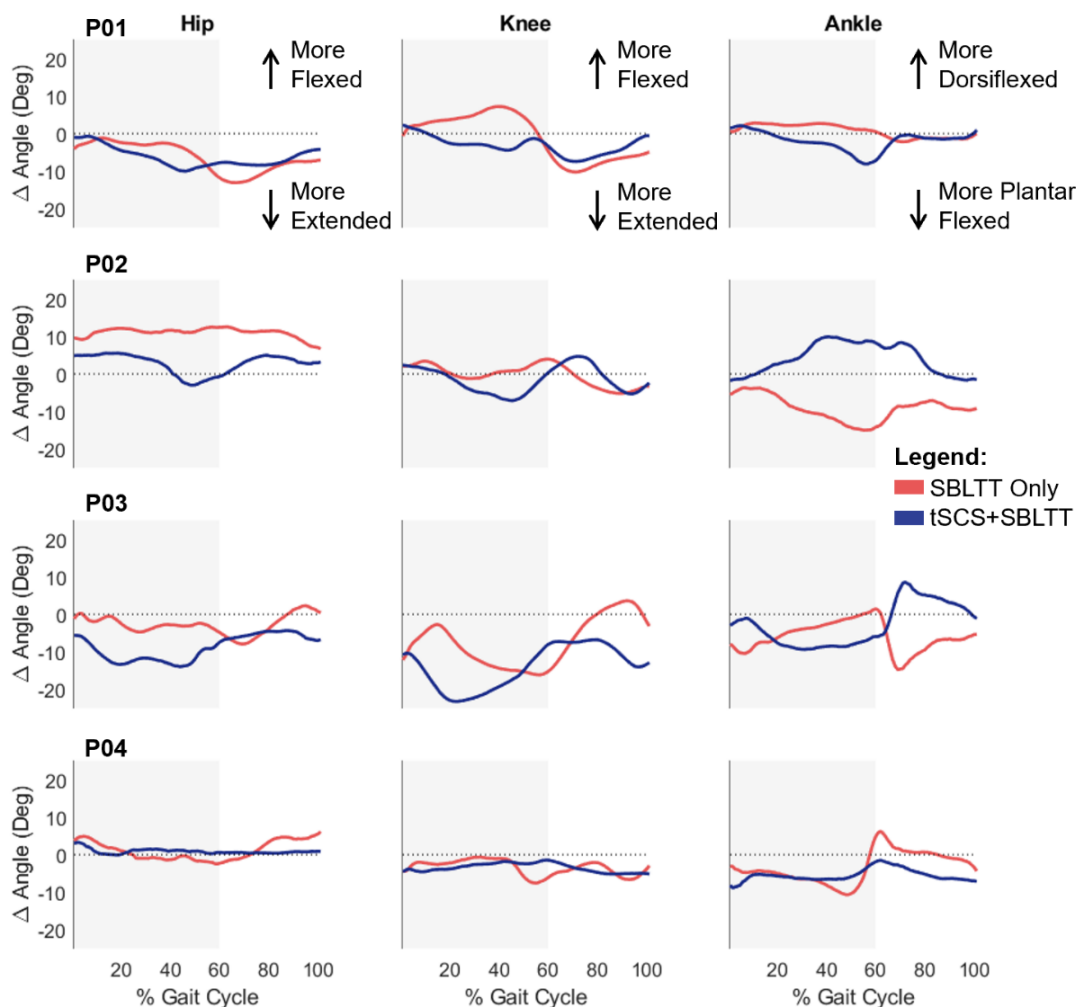 P01
Hip
Knee
Ankle
Δ Angle (Deg)
20
10
0
-10
-20
More
Flexed
More
Extended
More
Flexed
More
Extended
More
Dorsiflexed
More Plantar
Flexed
P02
Δ Angle (Deg)
20
10
0
-10
-20
Legend:
SBLTT Only
tSCS+SBLTT
P03
Δ Angle (Deg)
20
10
0
-10
-20
P04
Δ Angle (Deg)
20
10
0
-10
-20
20 40 60 80 100
% Gait Cycle
20 40 60 80 100
% Gait Cycle
20 40 60 80 100
% Gait Cycle